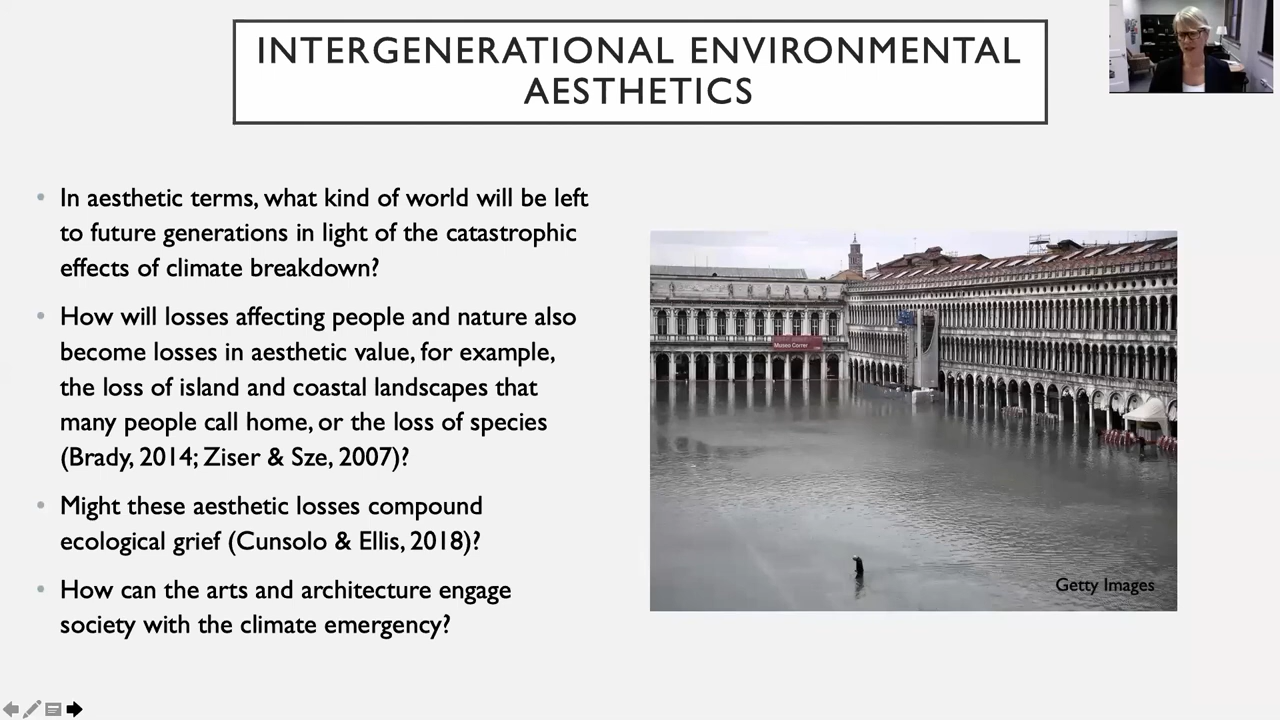 INTERGENERATIONAL ENVIRONMENTAL
AESTHETICS
• In aesthetic terms, what kind of world will be left
to future generations in light of the catastrophic
effects of climate breakdown?
• How will losses affecting people and nature also
become losses in aesthetic value, for example,
the loss of island and coastal landscapes that
many people call home, or the loss of species
(Brady, 2014; Ziser & Sze, 2007)?
• Might these aesthetic losses compound
ecological grief (Cunsolo & Ellis, 2018)?
• How can the arts and architecture engage
society with the climate emergency?
Museo Correr
Getty Images